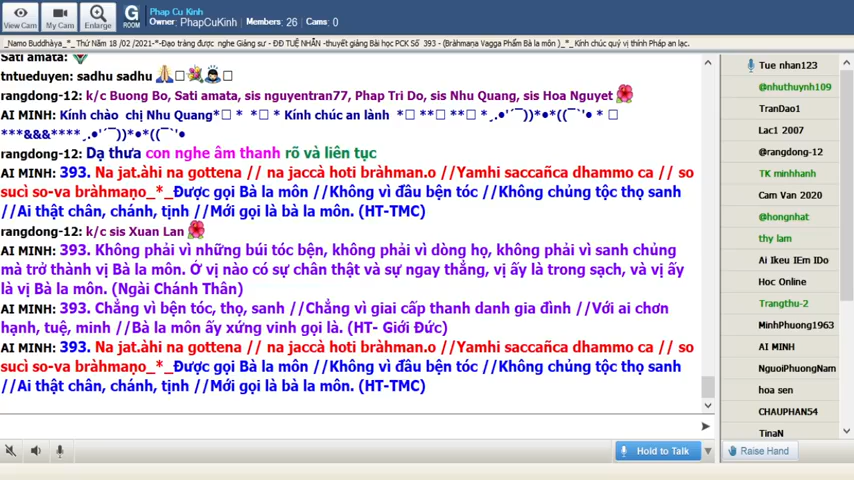 View Cam
My Cam
Enlarge
G
ROOM
Phap Cu Kinh
Owner: PhapCuKinh Members: 26 Cams: 0
_Namo Buddhàya_*_ Thứ Năm 18 /02 /2021-*-Đạo tràng được nghe Giảng sư - ĐĐ TUỆ NHẪN -thuyết giảng Bài học PCK Số 393 - (Bràhmaṇa Vagga Phẩm Bà la môn )_*_ Kính chúc quý vị thính Pháp an lạc.
Sati amata:
tntueduyen: sadhu sadhu
rangdong-12: k/c Buong Bo, Sati amata, sis nguyentran77, Phap Tri Do, sis Nhu Quang, sis Hoa Nguyet
AI MINH: Kính chào chị Nhu Quang*□ * *□ * Kính chúc an lành *□ **□ **□ *¸.•'´¯))*•*((¯`'• *□
***&&&**** ¸.•'´¯))*•*((¯`'•
rangdong-12: Dạ thưa con nghe âm thanh rõ và liên tục
AI MINH: 393. Na jat.àhi na gottena // na jaccà hoti bràhman.o //Yamhi saccañca dhammo ca // so
sucì so-va bràhmaṇo_*_Được gọi Bà la môn //Không vì đầu bện tóc //Không chủng tộc thọ sanh
//Ai thật chân, chánh, tịnh //Mới gọi là bà la môn. (HT-TMC)
rangdong-12: k/c sis Xuan Lan
AI MINH: 393. Không phải vì những búi tóc bện, không phải vì dòng họ, không phải vì sanh chủng
mà trở thành vị Bà la môn. Ở vị nào có sự chân thật và sự ngay thẳng, vị ấy là trong sạch, và vị ấy
là vị Bà la môn. (Ngài Chánh Thân)
AI MINH: 393. Chẳng vì bện tóc, thọ, sanh //Chẳng vì giai cấp thanh danh gia đình //Với ai chơn
hạnh, tuệ, minh //Bà la môn ấy xứng vinh gọi là. (HT- Giới Đức)
AI MINH: 393. Na jat.àhi na gottena // na jaccà hoti bràhman.o //Yamhi saccañca dhammo ca // so
sucì so-va bràhmaṇo_*_Được gọi Bà la môn //Không vì đầu bện tóc //Không chủng tộc thọ sanh
//Ai thật chân, chánh, tịnh //Mới gọi là bà la môn. (HT-TMC)
Tue nhan123
@nhuthuynh109
TranDao1
Lac1 2007
@rangdong-12
TK minhhanh
Cam Van 2020
@hongnhat
thy lam
Ai Ikeu IEm IDo
Hoc Online
Trangthu-2
MinhPhuong1963
AI MINH
NguoiPhuongNam
hoa sen
CHAUPHAN54
TinaN
Hold to Talk
Raise Hand